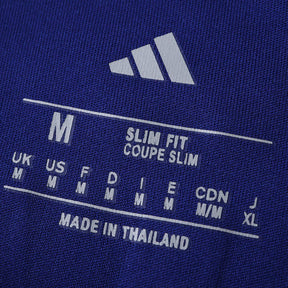 M
SLIM FIT
COUPE SLIM
UK US F D I E CDN J
M M M M M M M/M XL
MADE IN THAILAND